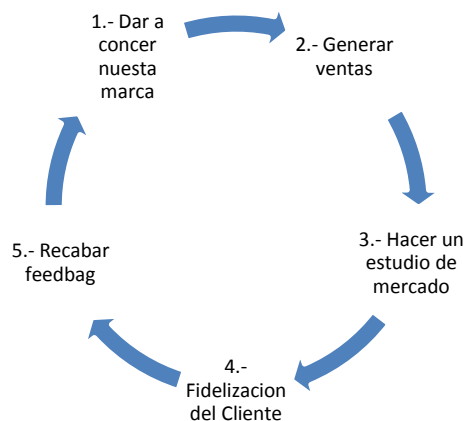 1.- Dar a
concer
nuesta
marca
2.- Generar
ventas
3.- Hacer un
estudio de
mercado
4.-
Fidelizacion
del Cliente
5.- Recabar
feedbag